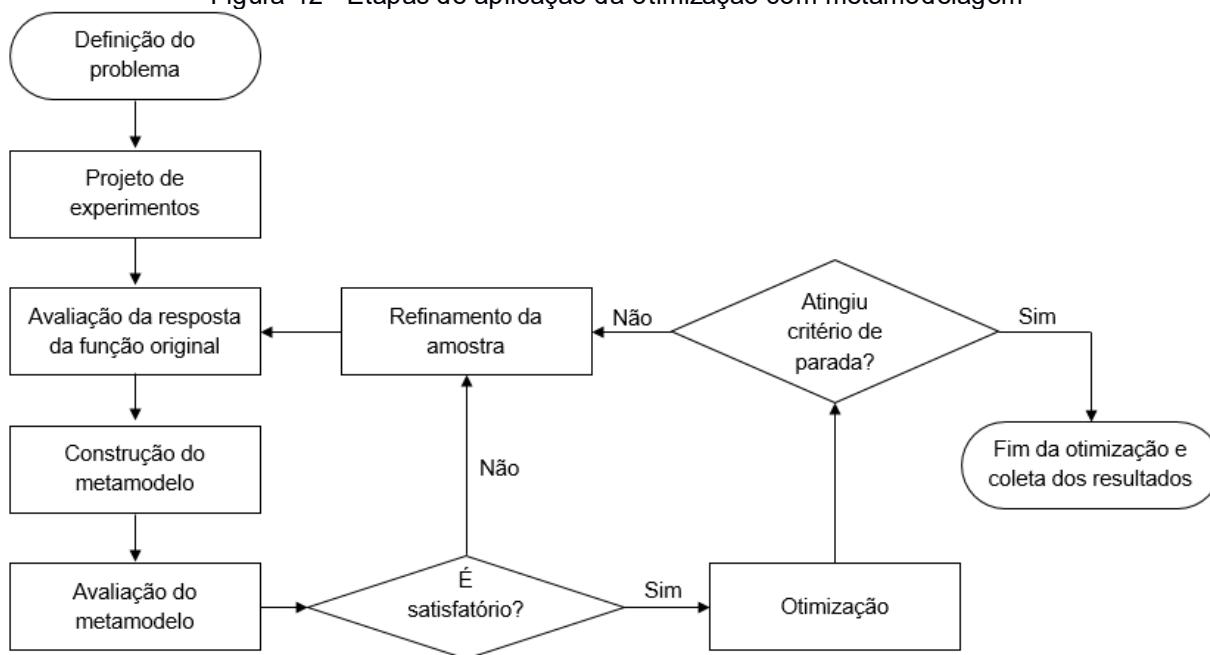 Figura 42 - Etapas de aplicação da otimização com metamodelagem
Definição do
problema
Projeto de
experimentos
Avaliação da resposta
da função original
Refinamento da
amostra
Não
Atingiu
critério de
parada?
Sim
Construção do
metamodelo
Não
Fim da otimização e
coleta dos resultados
Avaliação do
metamodelo
É
satisfatório?
Sim
Otimização